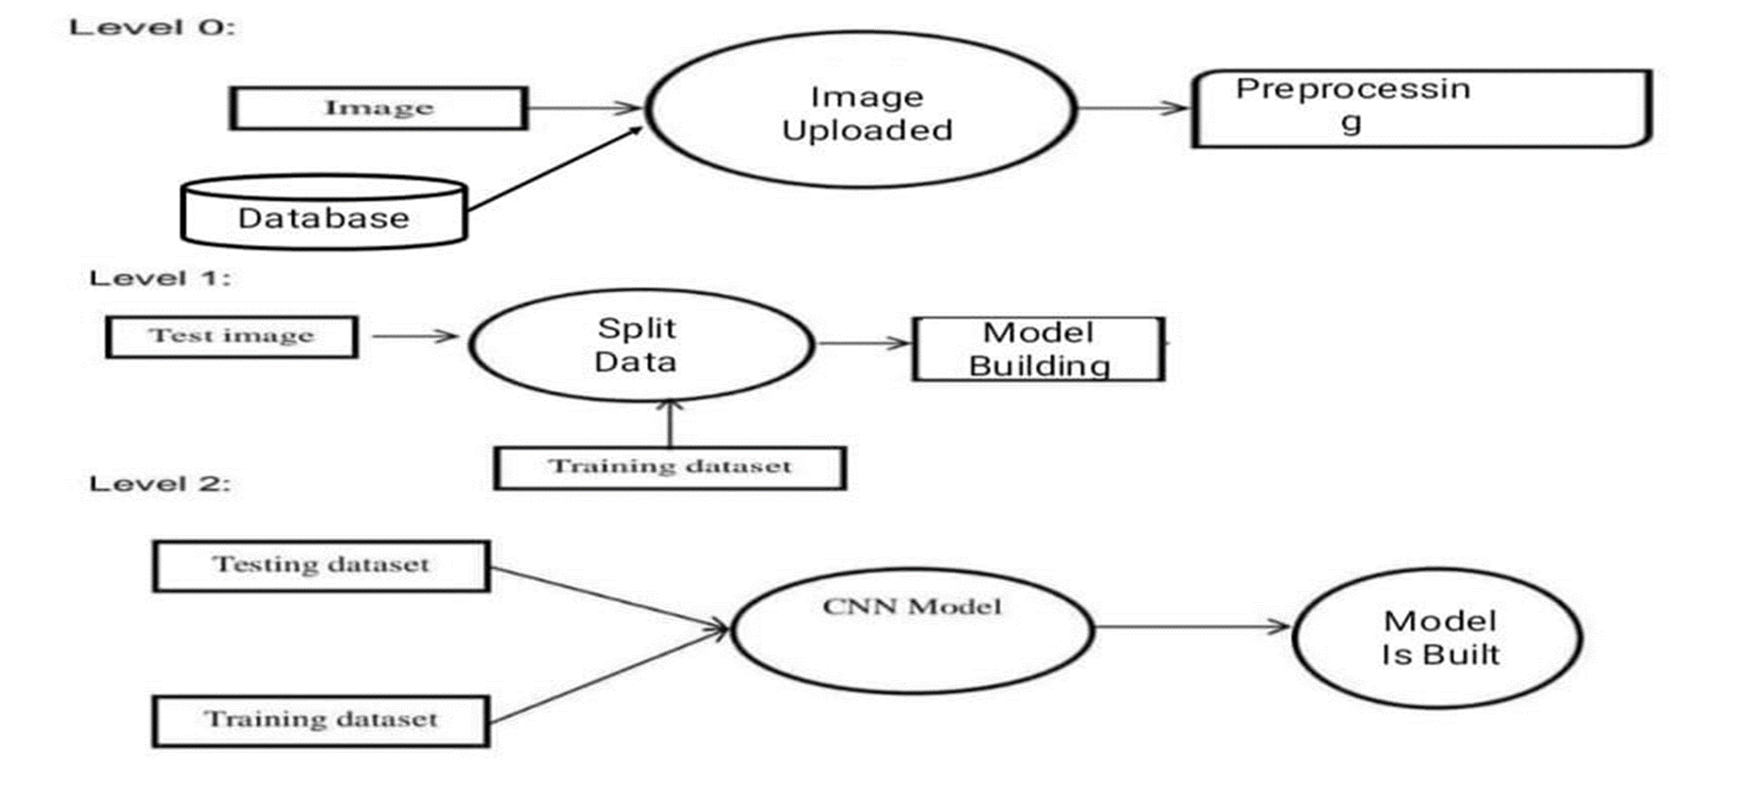 Level 0:
Image
Image
Uploaded
Preprocessin
g
Database
Level 1:
Test image
Split
Data
Model
Building
Training dataset
Level 2:
Testing dataset
CNN Model
Model
Is Built
Training dataset